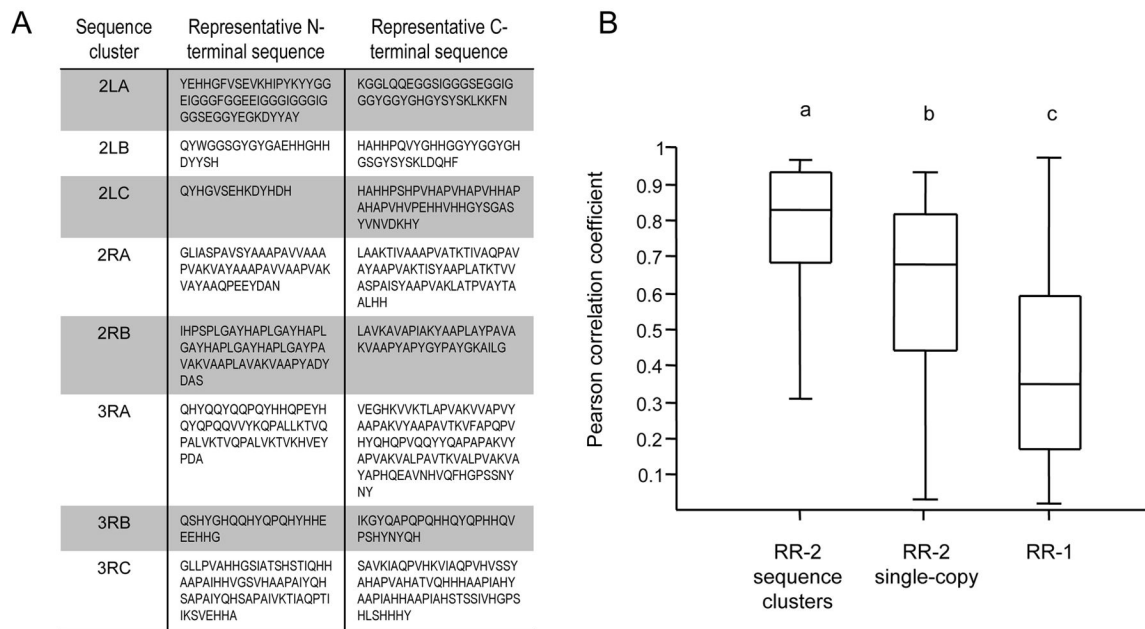 A
Sequence cluster
Representative N-terminal sequence
Representative C-terminal sequence
2LA
YEHHGFVSEVKHIPYKYYGG
EIGGGFGGEEIGGGIGGGIG
GGSEGGYEGKDYYAY
KGGLQQEGGSIGGGSEGGIG
GGYGGYGHGYSYSKLKKFN
2LB
QYWGGSGYGYGAEHHGHH
DYYSH
HAHHPQVYGHHGGYYGGYGH
GSGYSYSKLDQHF
2LC
QYHGVSEHKDYHDH
HAHHPSHPVHAPVHAPVHHAP
AHAPVHVPEHHVHHGYSGAS
YVNVDKHY
2RA
GLIASPAVSYAAAPAVVAAA
PVAKVAYAAAPAVVAAPVAK
VAYAAQPEEYDAN
LAAKTIVAAAPVATKTIVAQPAV
AYAAPVAKTISYAAPLATKTVV
ASPAISYAAPVAKLATPVAYTA
ALHH
2RB
IHPSPLGAYHAPLGAYHAPL
GAYHAPLGAYHAPLGAYPA
VAKVAAPLAVAKVAAPYADY
DAS
LAVKAVAPIAKYAAPLAYPAVA
KVAAPYAPYGYPAYGKAILG
3RA
QHYQQYQQPQYHHQPEYH
QYQPQQVVYKQPALLKTVQ
PALVKTVQPALVKTVKHVEY
PDA
VEGHKVVKTLAPVAKVVAPVY
AAPAKVYAAPAVTKVFAPQPV
HYQHQPVQQYYQAPAPAKVY
APVAKVALPAVTKVALPVAKVA
YAPHQEAVNHVQFHGPSSNY
NY
3RB
QSHYGHQQHYQPQHYHHE
EEHHG
IKGYQAPQPQHHQYQPHHQV
PSHYNYQH
3RC
GLLPVAHHGSIATSHSTIQHH
AAPAIHHVGSVHAAPAIYQH
SAPAIYQHSAPAIVKTIAQPTI
IKSVEHHA
SAVKIAQPVHKVIAQPVHVSSY
AHAPVAHATVQHHHAAPIAHY
AAPIAHHAAPIAHSTSSIVHGPS
HLSHHHY
B
a b c
Pearson correlation coefficient
1
0.9
0.8
0.7
0.6
0.5
0.4
0.3
0.2
0.1
RR-2
sequence
clusters
RR-2
single-copy
RR-1